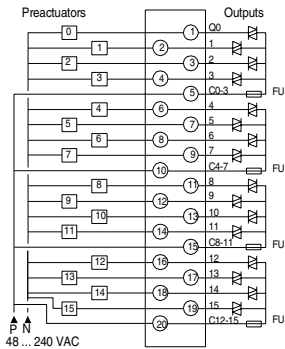 Preactuators Outputs
0 1 Q0
1 2 1
2 3 2
3 4 3
5 C0-3 FU
4 6 4
5 7 5
6 8 6
7 9 7
10 C4-7 FU
8 11 8
9 12 9
10 13 10
11 14 11
15 C8-11 FU
12 16 12
13 17 13
14 18 14
15 19 15
20 C12-15 FU
P N
48 ... 240 VAC